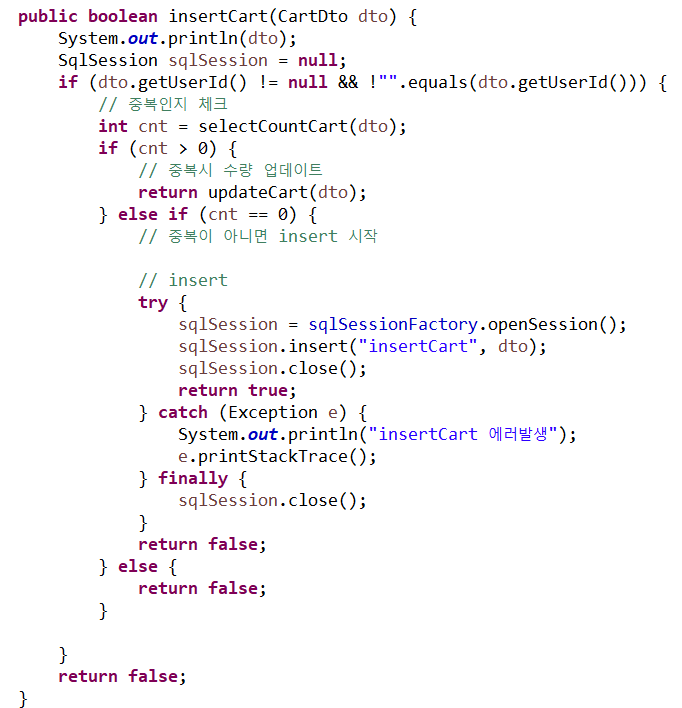 public boolean insertCart(CartDto dto) {
    System.out.println(dto);
    SqlSession sqlSession = null;
    if (dto.getUserId() != null && !"".equals(dto.getUserId())) {
        // 중복인지 체크
        int cnt = selectCountCart(dto);
        if (cnt > 0) {
            // 중복시 수량 업데이트
            return updateCart(dto);
        } else if (cnt == 0) {
            // 중복이 아니면 insert 시작

            // insert
            try {
                sqlSession = sqlSessionFactory.openSession();
                sqlSession.insert("insertCart", dto);
                sqlSession.close();
                return true;
            } catch (Exception e) {
                System.out.println("insertCart 에러발생");
                e.printStackTrace();
            } finally {
                sqlSession.close();
            }
            return false;
        } else {
            return false;
        }

    }
    return false;
}